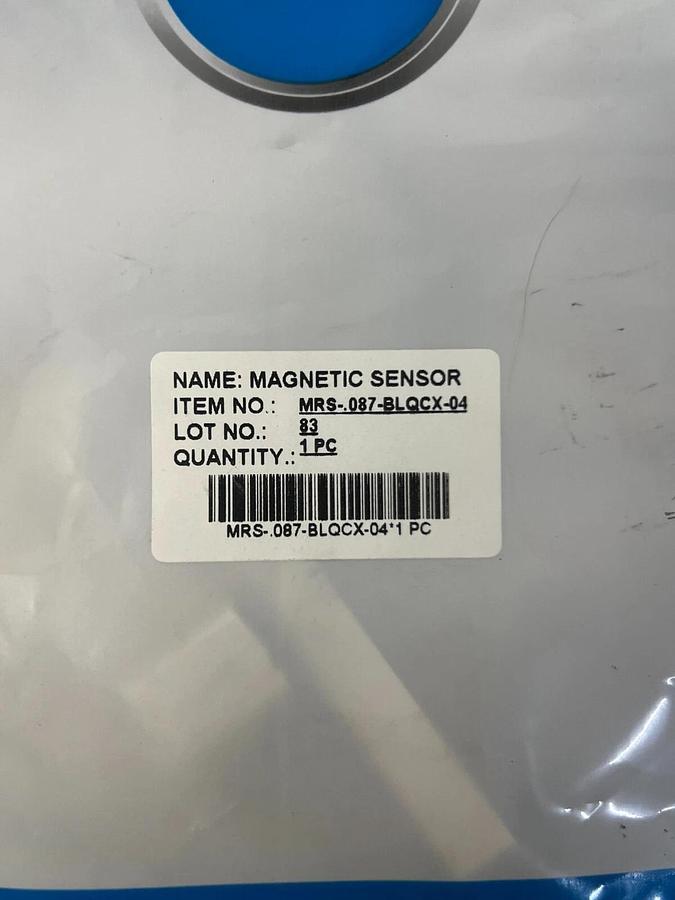 NAME: MAGNETIC SENSOR
ITEM NO.: MRS-.087-BLQCX-04
LOT NO.: 83
QUANTITY.: 1 PC
MRS-.087-BLQCX-04*1 PC